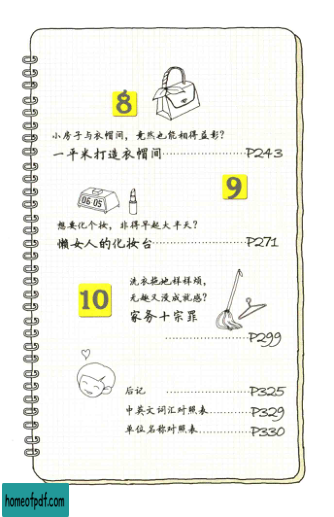 8
小房子与衣帽间，竟然也能相得益彰？
一平米打造衣帽间 P243
9
06 05
想要化个妆，非得早起大半天？
懒女人的化妆台 P271
10
洗衣拖地样样烦，
无趣又没成就感？
家务十宗罪
P299
后记 P325
中英文词汇对照表 P329
单位名称对照表 P330
homeofpdf.com